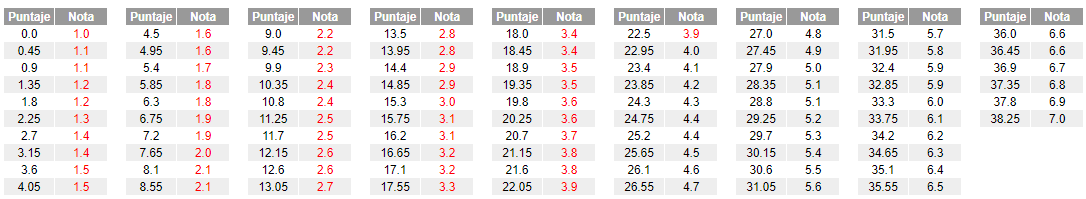 Puntaje Nota Puntaje Nota Puntaje Nota Puntaje Nota Puntaje Nota Puntaje Nota Puntaje Nota Puntaje Nota Puntaje Nota
0.0 1.0 4.5 1.6 9.0 2.2 13.5 2.8 18.0 3.4 22.5 3.9 27.0 4.8 31.5 5.7 36.0 6.6
0.45 1.1 4.95 1.6 9.45 2.2 13.95 2.8 18.45 3.4 22.95 4.0 27.45 4.9 31.95 5.8 36.45 6.6
0.9 1.1 5.4 1.7 9.9 2.3 14.4 2.9 18.9 3.5 23.4 4.1 27.9 5.0 32.4 5.9 36.9 6.7
1.35 1.2 5.85 1.8 10.35 2.4 14.85 2.9 19.35 3.5 23.85 4.2 28.35 5.1 32.85 5.9 37.35 6.8
1.8 1.2 6.3 1.8 10.8 2.4 15.3 3.0 19.8 3.6 24.3 4.3 28.8 5.1 33.3 6.0 37.8 6.9
2.25 1.3 6.75 1.9 11.25 2.5 15.75 3.1 20.25 3.6 24.75 4.4 29.25 5.2 33.75 6.1 38.25 7.0
2.7 1.4 7.2 1.9 11.7 2.5 16.2 3.1 20.7 3.7 25.2 4.4 29.7 5.3 34.2 6.2
3.15 1.4 7.65 2.0 12.15 2.6 16.65 3.2 21.15 3.8 25.65 4.5 30.15 5.4 34.65 6.3
3.6 1.5 8.1 2.1 12.6 2.6 17.1 3.2 21.6 3.8 26.1 4.6 30.6 5.5 35.1 6.4
4.05 1.5 8.55 2.1 13.05 2.7 17.55 3.3 22.05 3.9 26.55 4.7 31.05 5.6 35.55 6.5